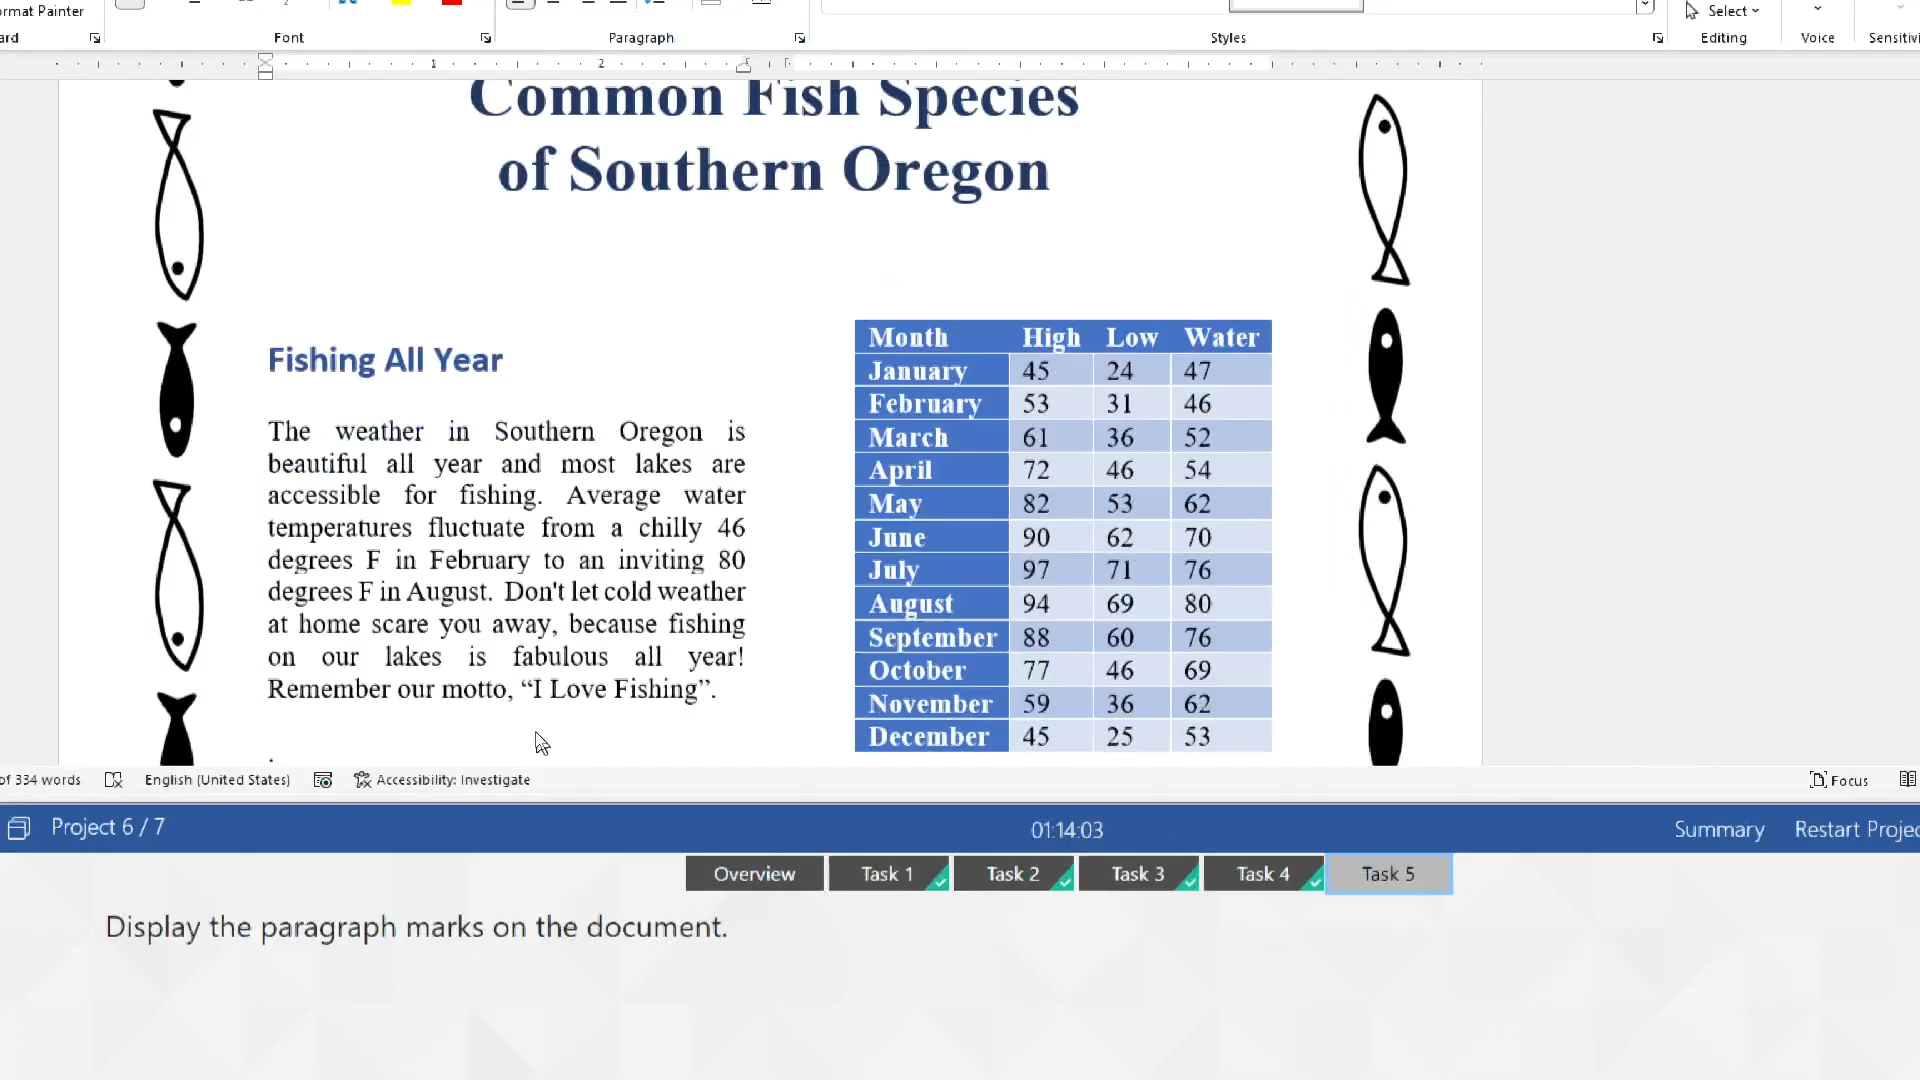 ormat Painter
ard
Font
Paragraph
Styles
Select
Editing
Voice
Sensitivi
1
2
Common Fish Species
of Southern Oregon
Fishing All Year
The weather in Southern Oregon is
beautiful all year and most lakes are
accessible for fishing. Average water
temperatures fluctuate from a chilly 46
degrees F in February to an inviting 80
degrees F in August. Don't let cold weather
at home scare you away, because fishing
on our lakes is fabulous all year!
Remember our motto, “I Love Fishing”.
.
Month High Low Water
January 45 24 47
February 53 31 46
March 61 36 52
April 72 46 54
May 82 53 62
June 90 62 70
July 97 71 76
August 94 69 80
September 88 60 76
October 77 46 69
November 59 36 62
December 45 25 53
of 334 words
English (United States)
Accessibility: Investigate
Focus
Project 6 / 7
01:14:03
Summary
Restart Projec
Overview
Task 1
Task 2
Task 3
Task 4
Task 5
Display the paragraph marks on the document.